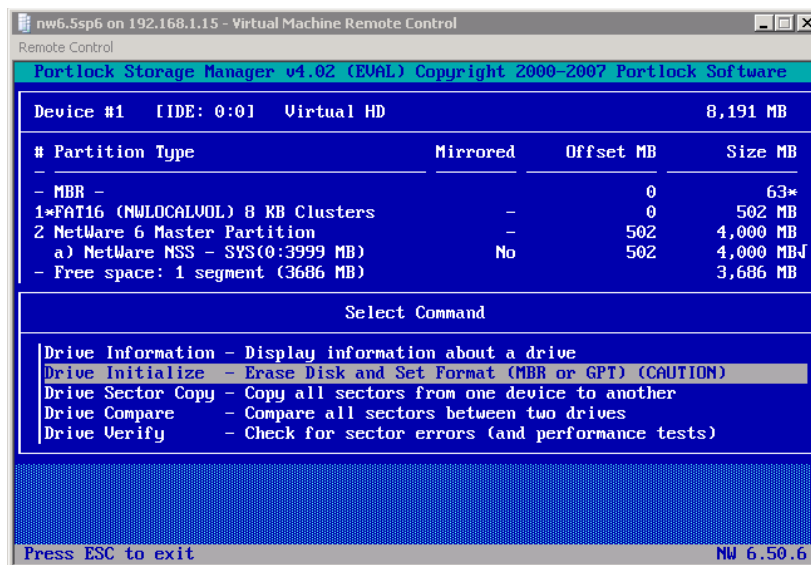 nw6.5sp6 on 192.168.1.15 - Virtual Machine Remote Control
Remote Control
Portlock Storage Manager v4.02 (EVAL) Copyright 2000-2007 Portlock Software
Device #1 [IDE: 0:0] Virtual HD 8,191 MB
# Partition Type Mirrored Offset MB Size MB
- MBR - 0 63*
1*FAT16 (NWLOCALVOL) 8 KB Clusters - 0 502 MB
2 NetWare 6 Master Partition - 502 4,000 MB
a) NetWare NSS - SYS(0:3999 MB) No 502 4,000 MB√
- Free space: 1 segment (3686 MB) 3,686 MB
Select Command
Drive Information - Display information about a drive
Drive Initialize - Erase Disk and Set Format (MBR or GPT) (CAUTION)
Drive Sector Copy - Copy all sectors from one device to another
Drive Compare - Compare all sectors between two drives
Drive Verify - Check for sector errors (and performance tests)
Press ESC to exit NW 6.50.6